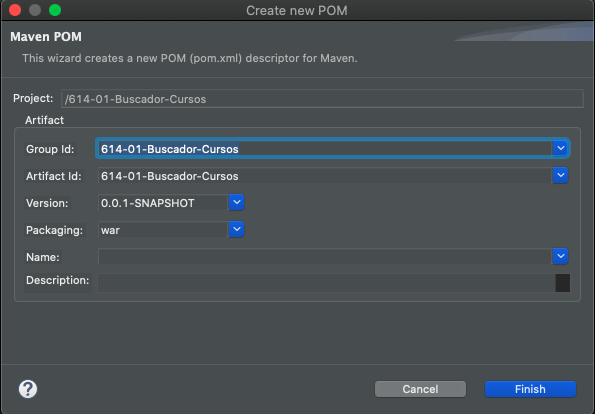 Create new POM
Maven POM
This wizard creates a new POM (pom.xml) descriptor for Maven.
Project: /614-01-Buscador-Cursos
Artifact
Group Id: 614-01-Buscador-Cursos
Artifact Id: 614-01-Buscador-Cursos
Version: 0.0.1-SNAPSHOT
Packaging: war
Name:
Description:
? Cancel Finish